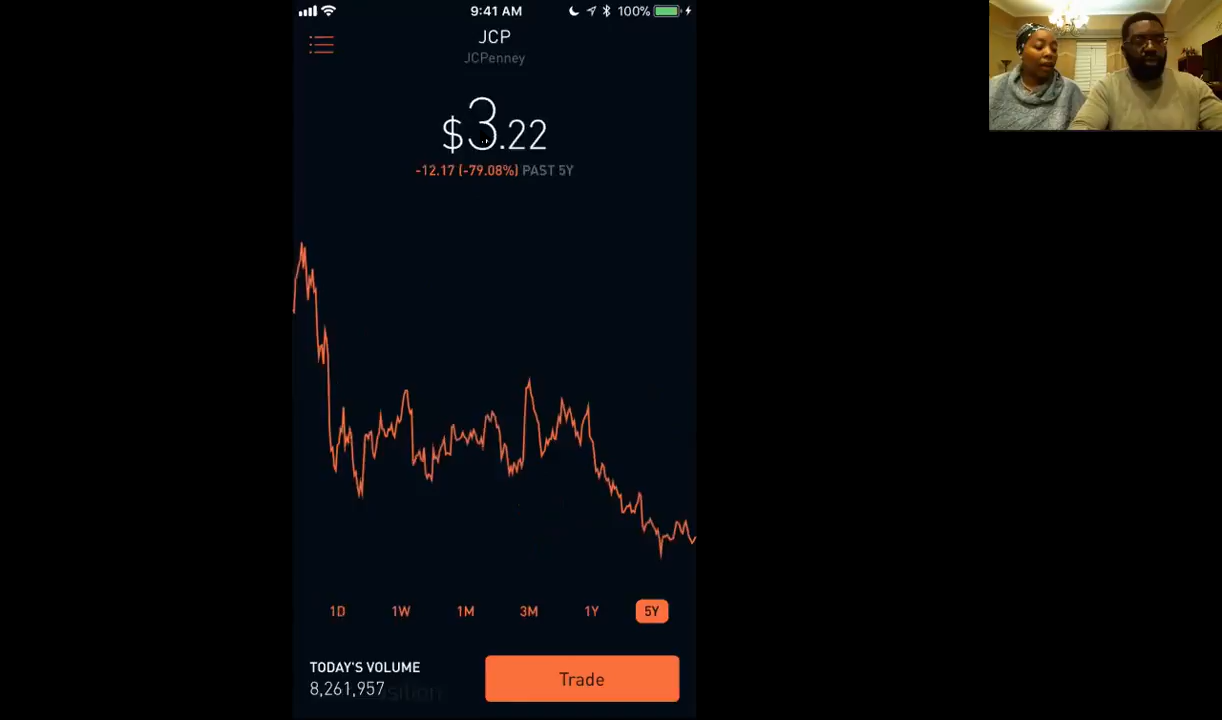 9:41 AM
100%
JCP
JCPenney
$3.22
-12.17 (-79.08%) PAST 5Y
1D 1W 1M 3M 1Y 5Y
TODAY'S VOLUME
8,261,957
Trade